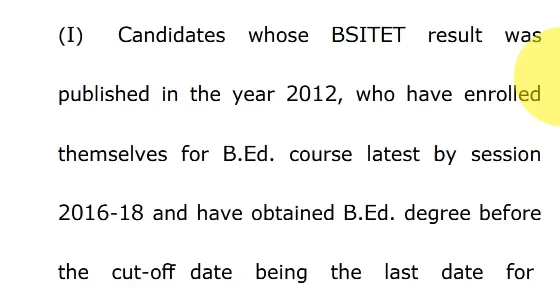 (I) Candidates whose BSITET result was
published in the year 2012, who have enrolled
themselves for B.Ed. course latest by session
2016-18 and have obtained B.Ed. degree before
the cut-off date being the last date for